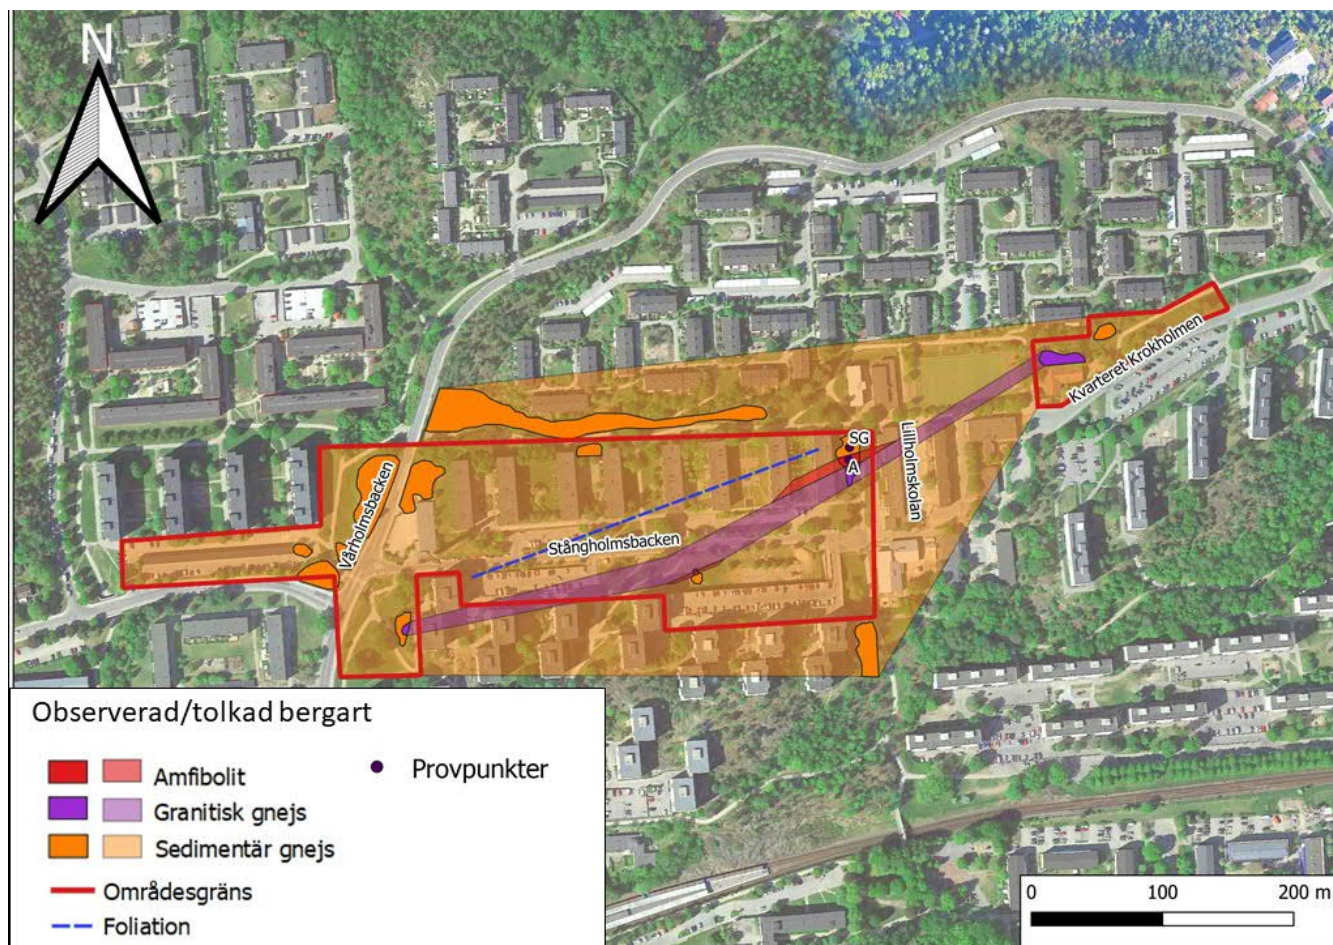 N
Kvarteret Krokholmen
SG
A
Lillholmskolan
Vårholmsbacken
Stångholmsbacken
Observerad/tolkad bergart
Amfibolit
Provpunkter
Granitisk gnejs
Sedimentär gnejs
Områdesgräns
Foliation
0 100 200 m